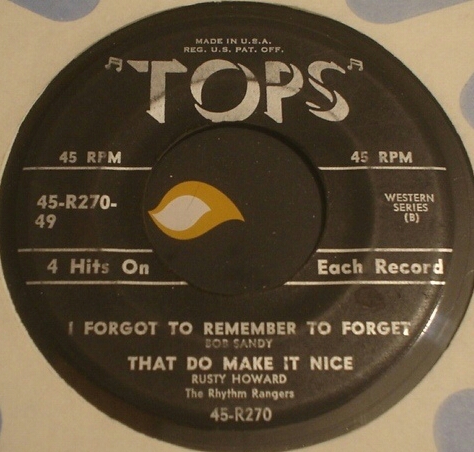 MADE IN U.S.A.
REG. U.S. PAT. OFF.
"TOPS"
45 RPM 45 RPM
45-R270-
49
WESTERN
SERIES
(B)
4 Hits On Each Record
I FORGOT TO REMEMBER TO FORGET
BOB SANDY
THAT DO MAKE IT NICE
RUSTY HOWARD
The Rhythm Rangers
45-R270